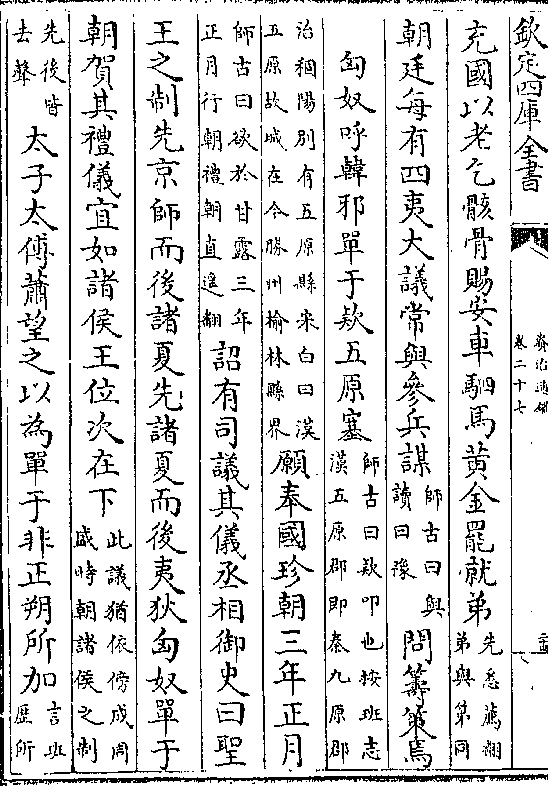 欽定四庫全書
資治通鑑
卷二十七
充國以老乞骸骨賜安車駟馬黃金罷就弟
先悉薦翻
弟與第同
朝廷每有四夷大議常與參兵謀
師古曰與
讀曰豫
問籌策焉
匈奴呼韓邪單于欵五原塞
師古曰欵叩也按班志
漢五原郡即秦九原郡
治稒陽別有五原縣宋白曰漢
五原故城在今勝州榆林縣界
願奉國珍朝三年正月
師古曰欲於甘露三年
正月行朝禮朝直遥翻
詔有司議其儀丞相御史曰聖
王之制先京師而後諸夏先諸夏而後夷狄匈奴單于
朝賀其禮儀宜如諸侯王位次在下
此議猶依傍成周
盛時朝諸侯之制
先後皆
去聲
太子太傅蕭望之以為單于非正朔所加
言班
歷所